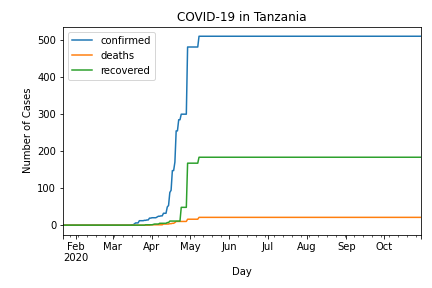 COVID-19 in Tanzania
confirmed
deaths
recovered
Number of Cases
500
400
300
200
100
0
Feb Mar Apr May Jun Jul Aug Sep Oct
2020
Day